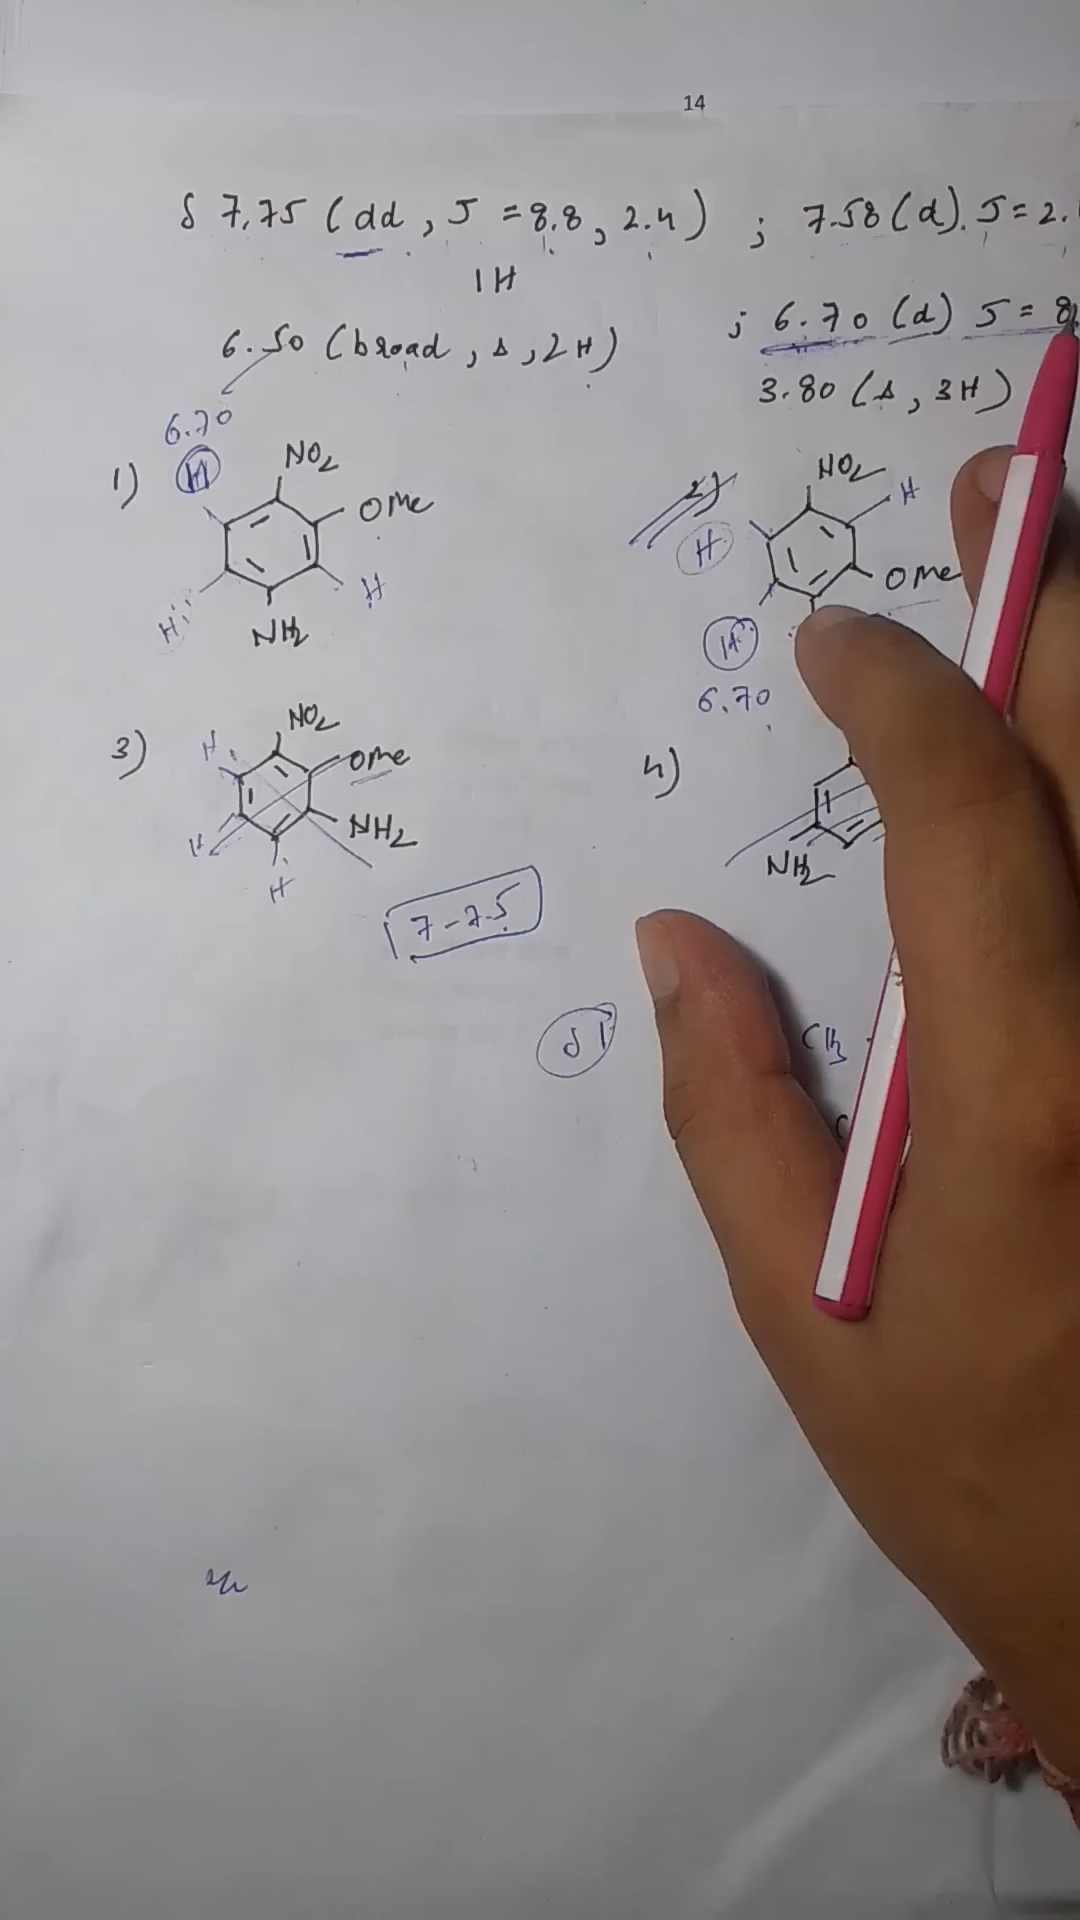 14
δ 7.75 (dd, J = 8.8, 2.4) ; 7.58 (d). J = 2.
1H
; 6.70 (d) J = 8
6.50 (broad, s, 2H)
3.80 (s, 3H)
6.70
1) H NO2 OMe
H H
NH2
2) NO2 H
H OMe
H
6.70
3) H NO2 OMe
H NH2
H
4)
NH2
7-7.5
δ1
CH3
C